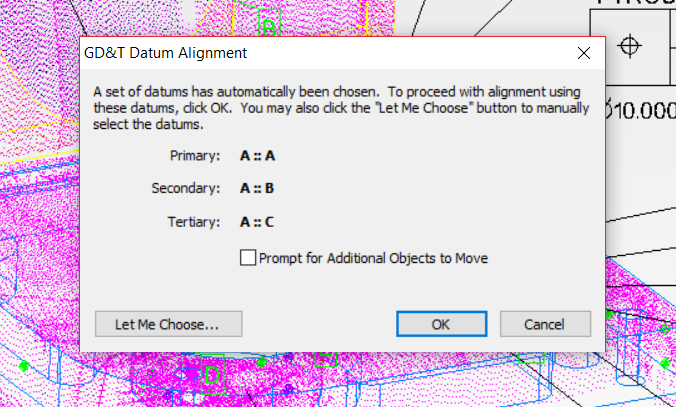 B
GD&T Datum Alignment
A set of datums has automatically been chosen. To proceed with alignment using
these datums, click OK. You may also click the "Let Me Choose" button to manually
select the datums.
Ø10.000
Primary: A :: A
Secondary: A :: B
Tertiary: A :: C
Prompt for Additional Objects to Move
Let Me Choose...
OK
Cancel
D